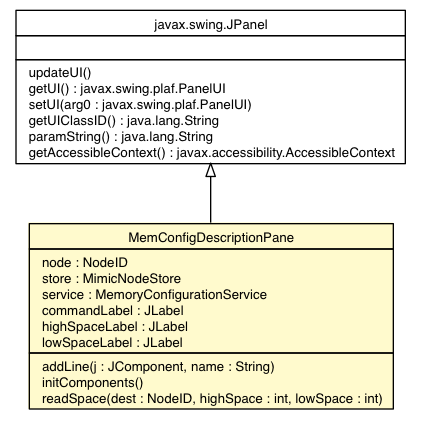 javax.swing.JPanel
updateUI()
getUI() : javax.swing.plaf.PanelUI
setUI(arg0 : javax.swing.plaf.PanelUI)
getUIClassID() : java.lang.String
paramString() : java.lang.String
getAccessibleContext() : javax.accessibility.AccessibleContext
MemConfigDescriptionPane
node : NodeID
store : MimicNodeStore
service : MemoryConfigurationService
commandLabel : JLabel
highSpaceLabel : JLabel
lowSpaceLabel : JLabel
addLine(j : JComponent, name : String)
initComponents()
readSpace(dest : NodeID, highSpace : int, lowSpace : int)